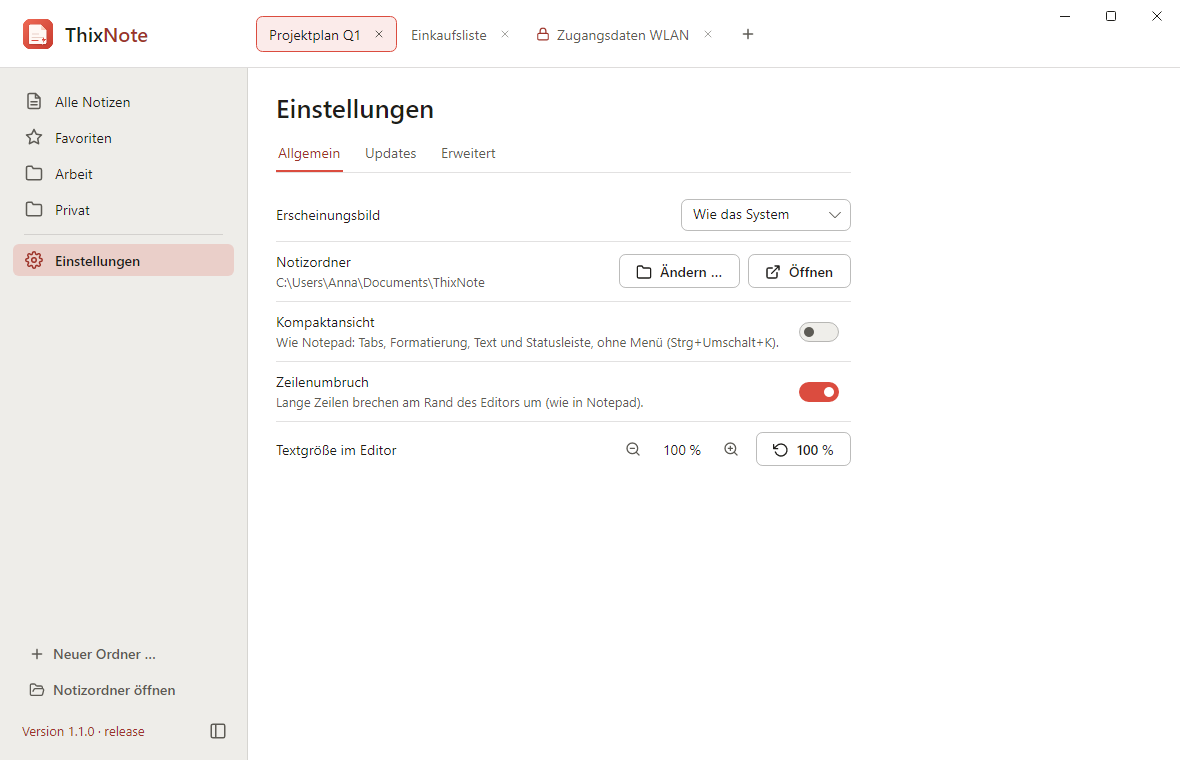 ThixNote
Projektplan Q1
Einkaufsliste
Zugangsdaten WLAN
Alle Notizen
Favoriten
Arbeit
Privat
Einstellungen
Neuer Ordner ...
Notizordner öffnen
Version 1.1.0 · release
Einstellungen
Allgemein Updates Erweitert
Erscheinungsbild
Wie das System
Notizordner
C:\Users\Anna\Documents\ThixNote
Ändern ...
Öffnen
Kompaktansicht
Wie Notepad: Tabs, Formatierung, Text und Statusleiste, ohne Menü (Strg+Umschalt+K).
Zeilenumbruch
Lange Zeilen brechen am Rand des Editors um (wie in Notepad).
Textgröße im Editor
100 %
100 %